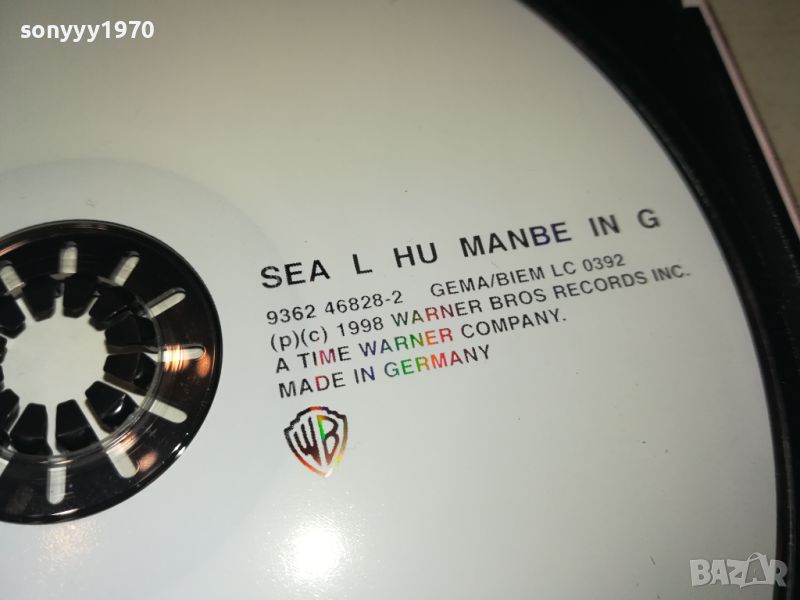 sonyyy1970
SEA L HU MANBE IN G
9362 46828-2 GEMA/BIEM LC 0392
(p)(c) 1998 WARNER BROS RECORDS INC.
A TIME WARNER COMPANY.
MADE IN GERMANY
WB
BAZAR